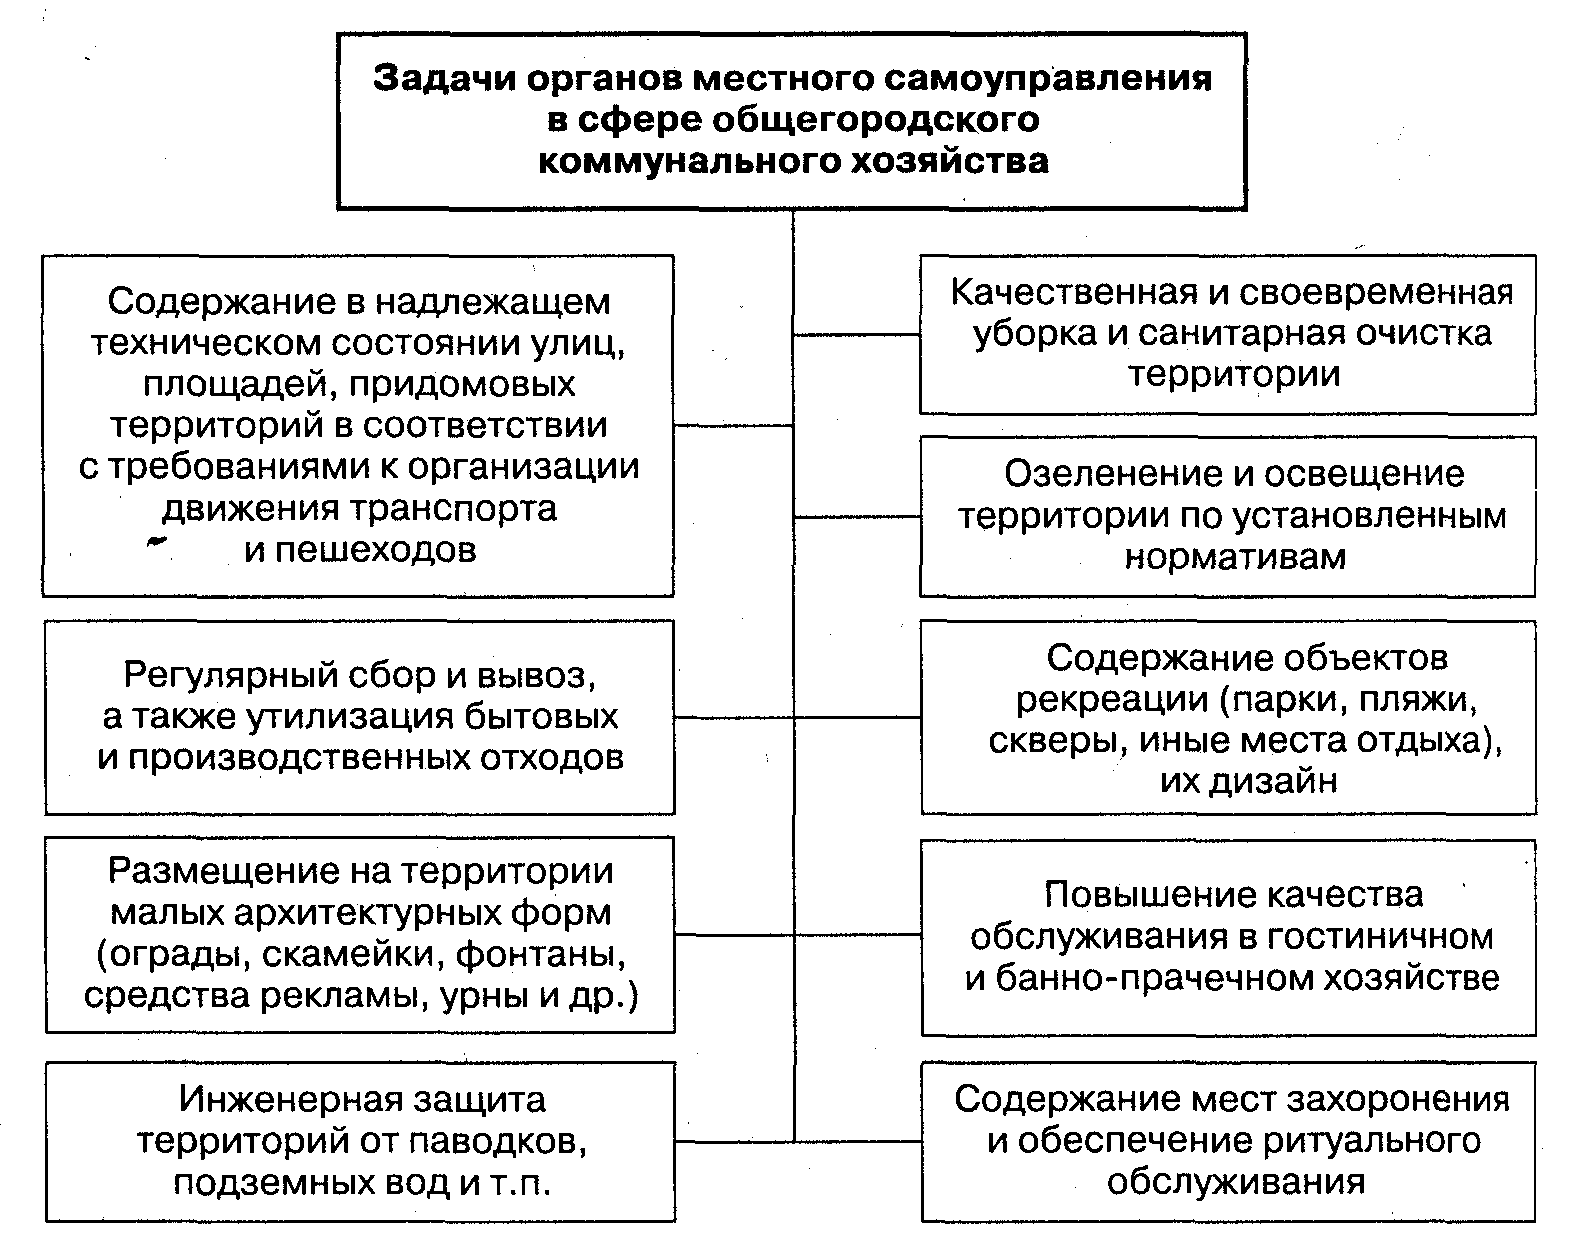 Задачи органов местного самоуправления
в сфере общегородского
коммунального хозяйства
Содержание в надлежащем
техническом состоянии улиц,
площадей, придомовых
территорий в соответствии
с требованиями к организации
движения транспорта
и пешеходов
Регулярный сбор и вывоз,
а также утилизация бытовых
и производственных отходов
Размещение на территории
малых архитектурных форм
(ограды, скамейки, фонтаны,
средства рекламы, урны и др.)
Инженерная защита
территорий от паводков,
подземных вод и т.п.
Качественная и своевременная
уборка и санитарная очистка
территории
Озеленение и освещение
территории по установленным
нормативам
Содержание объектов
рекреации (парки, пляжи,
скверы, иные места отдыха),
их дизайн
Повышение качества
обслуживания в гостиничном
и банно-прачечном хозяйстве
Содержание мест захоронения
и обеспечение ритуального
обслуживания